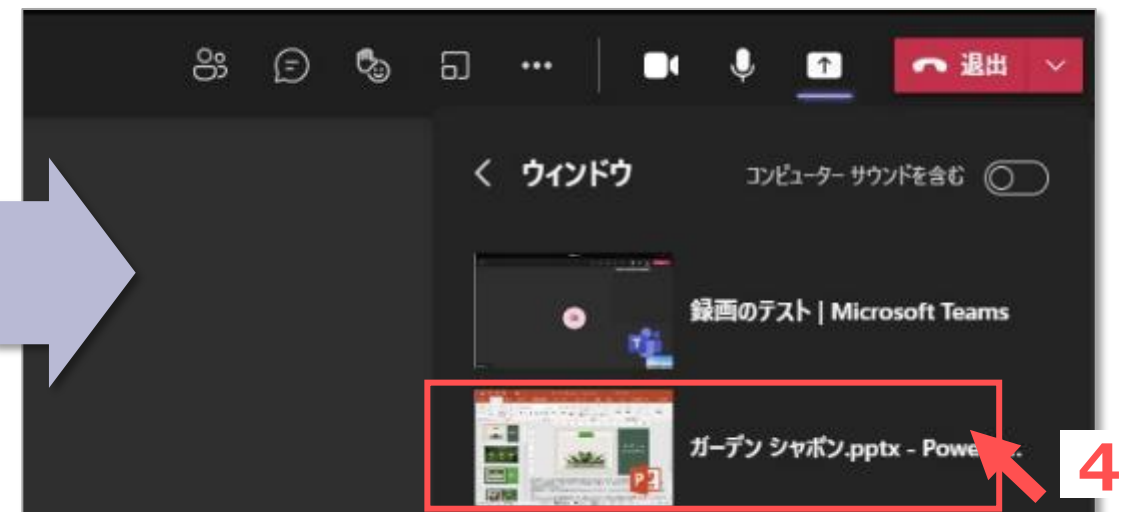 退出
ウィンドウ
コンピューター サウンドを含む
録画のテスト | Microsoft Teams
ガーデン シャボン.pptx -
4